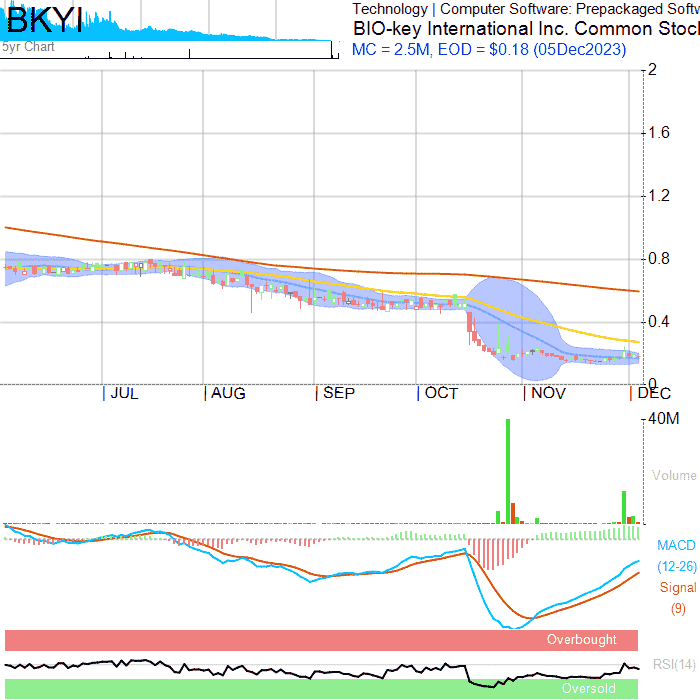 BKYI
5yr Chart
Technology | Computer Software: Prepackaged Softw
BIO-key International Inc. Common Stoc
MC = 2.5M, EOD = $0.18 (05Dec2023)
2
1.6
1.2
0.8
0.4
0
JUL
AUG
SEP
OCT
NOV
DEC
40M
Volume
MACD
(12-26)
Signal
(9)
Overbought
RSI(14)
Oversold